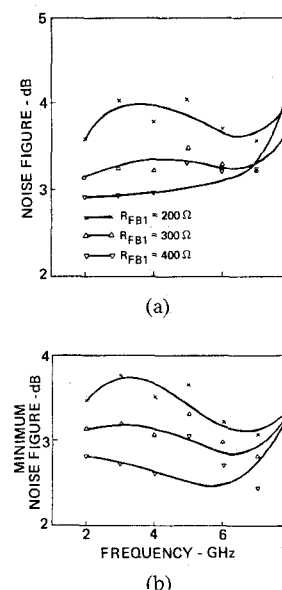 (a)
5
4
3
2
NOISE FIGURE - dB
R_FB1 = 200 Ω
R_FB1 = 300 Ω
R_FB1 = 400 Ω
(a)
4
3
2
MINIMUM
NOISE FIGURE - dB
2 4 6
FREQUENCY - GHz
(b)